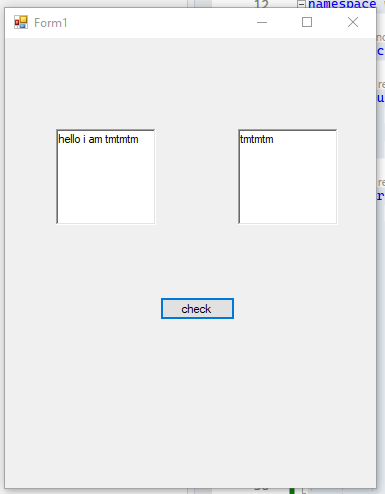 12
namespace
Form1
hello i am tmtmtm
tmtmtm
check